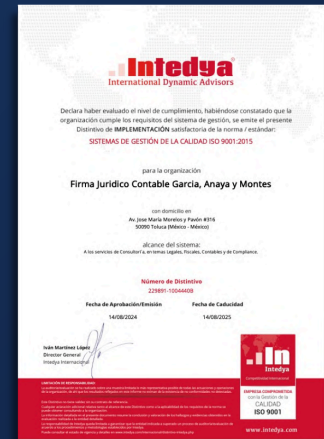 Intedya
International Dynamic Advisors
Declara haber evaluado el nivel de cumplimiento, habiéndose constatado que la
organización cumple los requisitos del sistema de gestión, se emite el presente
Distintivo de IMPLEMENTACIÓN satisfactoria de la norma / estándar:
SISTEMAS DE GESTIÓN DE LA CALIDAD ISO 9001:2015
para la organización
Firma Juridico Contable Garcia, Anaya y Montes
con domicilio en
Av. Jose María Morelos y Pavón #316
50090 Toluca (México - México)
alcance del sistema:
A los servicios de Consultor'a, en temas Legales, Fiscales, Contables y de Compliance.
Número de Distintivo
229891-1004440B
Fecha de Aprobación/Emisión
Fecha de Caducidad
14/08/2024
14/08/2025
Iván Martínez López
Director General
Intedya International
Intedya
EMPRESA COMPROMETIDA
con la Gestión de la
CALIDAD
ISO 9001
LIMITACIÓN DE RESPONSABILIDAD:
www.intedya.com